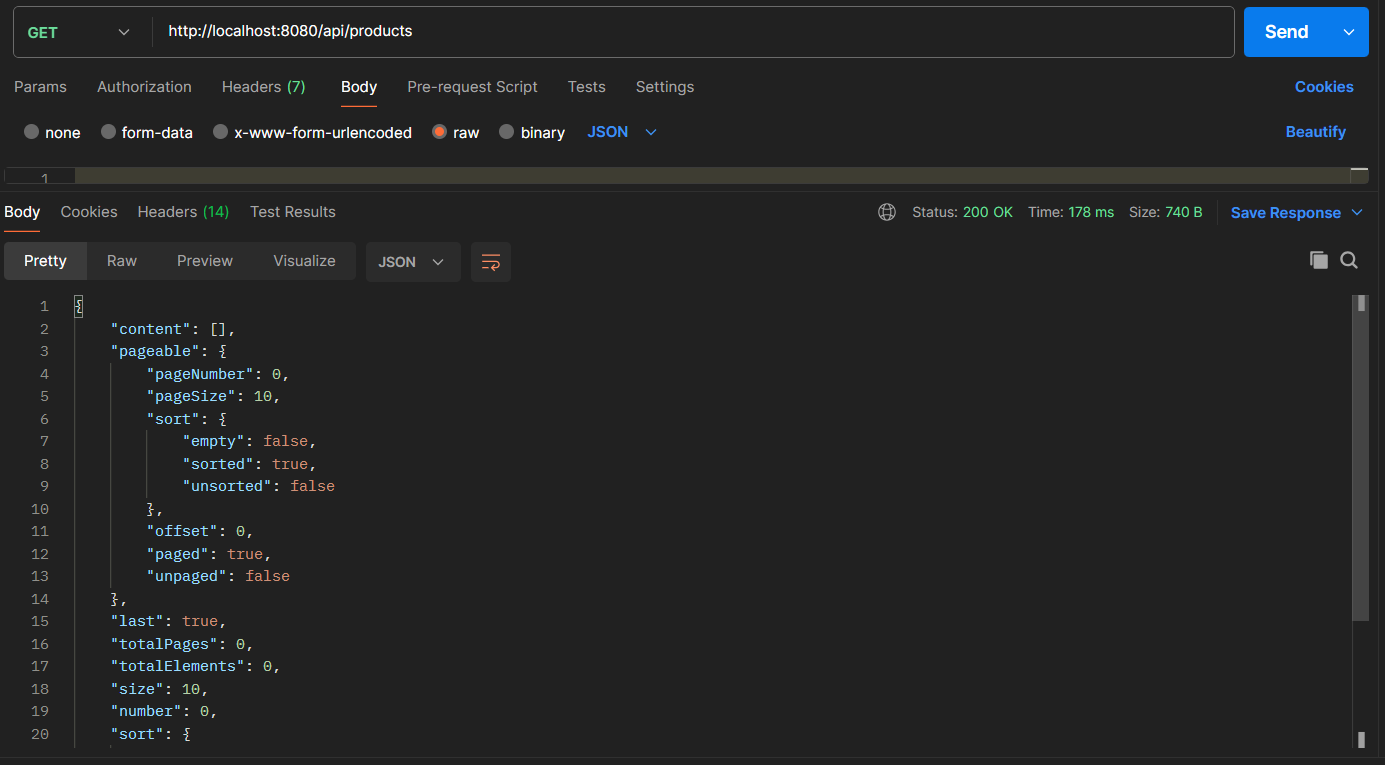 GET http://localhost:8080/api/products Send
Params Authorization Headers (7) Body Pre-request Script Tests Settings Cookies
none form-data x-www-form-urlencoded raw binary JSON Beautify
1
Body Cookies Headers (14) Test Results Status: 200 OK Time: 178 ms Size: 740 B Save Response
Pretty Raw Preview Visualize JSON
1 {
2 "content": [],
3 "pageable": {
4 "pageNumber": 0,
5 "pageSize": 10,
6 "sort": {
7 "empty": false,
8 "sorted": true,
9 "unsorted": false
10 },
11 "offset": 0,
12 "paged": true,
13 "unpaged": false
14 },
15 "last": true,
16 "totalPages": 0,
17 "totalElements": 0,
18 "size": 10,
19 "number": 0,
20 "sort": {